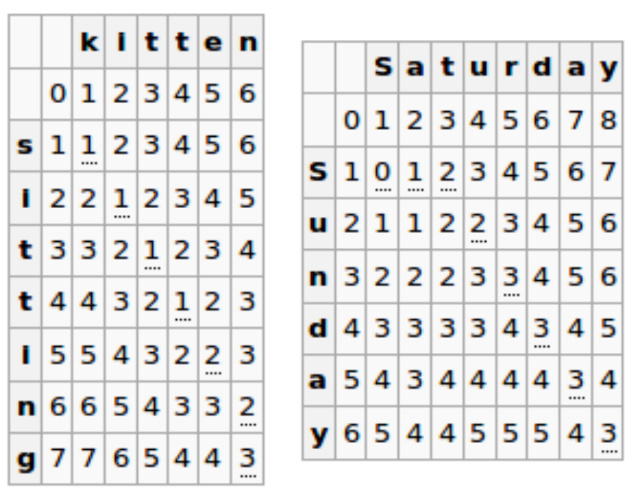 k i t t e n
0 1 2 3 4 5 6
s 1 1 2 3 4 5 6
i 2 2 1 2 3 4 5
t 3 3 2 1 2 3 4
t 4 4 3 2 1 2 3
i 5 5 4 3 2 2 3
n 6 6 5 4 3 3 2
g 7 7 6 5 4 4 3
S a t u r d a y
0 1 2 3 4 5 6 7 8
S 1 0 1 2 3 4 5 6 7
u 2 1 1 2 2 3 4 5 6
n 3 2 2 2 3 3 4 5 6
d 4 3 3 3 3 4 3 4 5
a 5 4 3 4 4 4 4 3 4
y 6 5 4 4 5 5 5 4 3